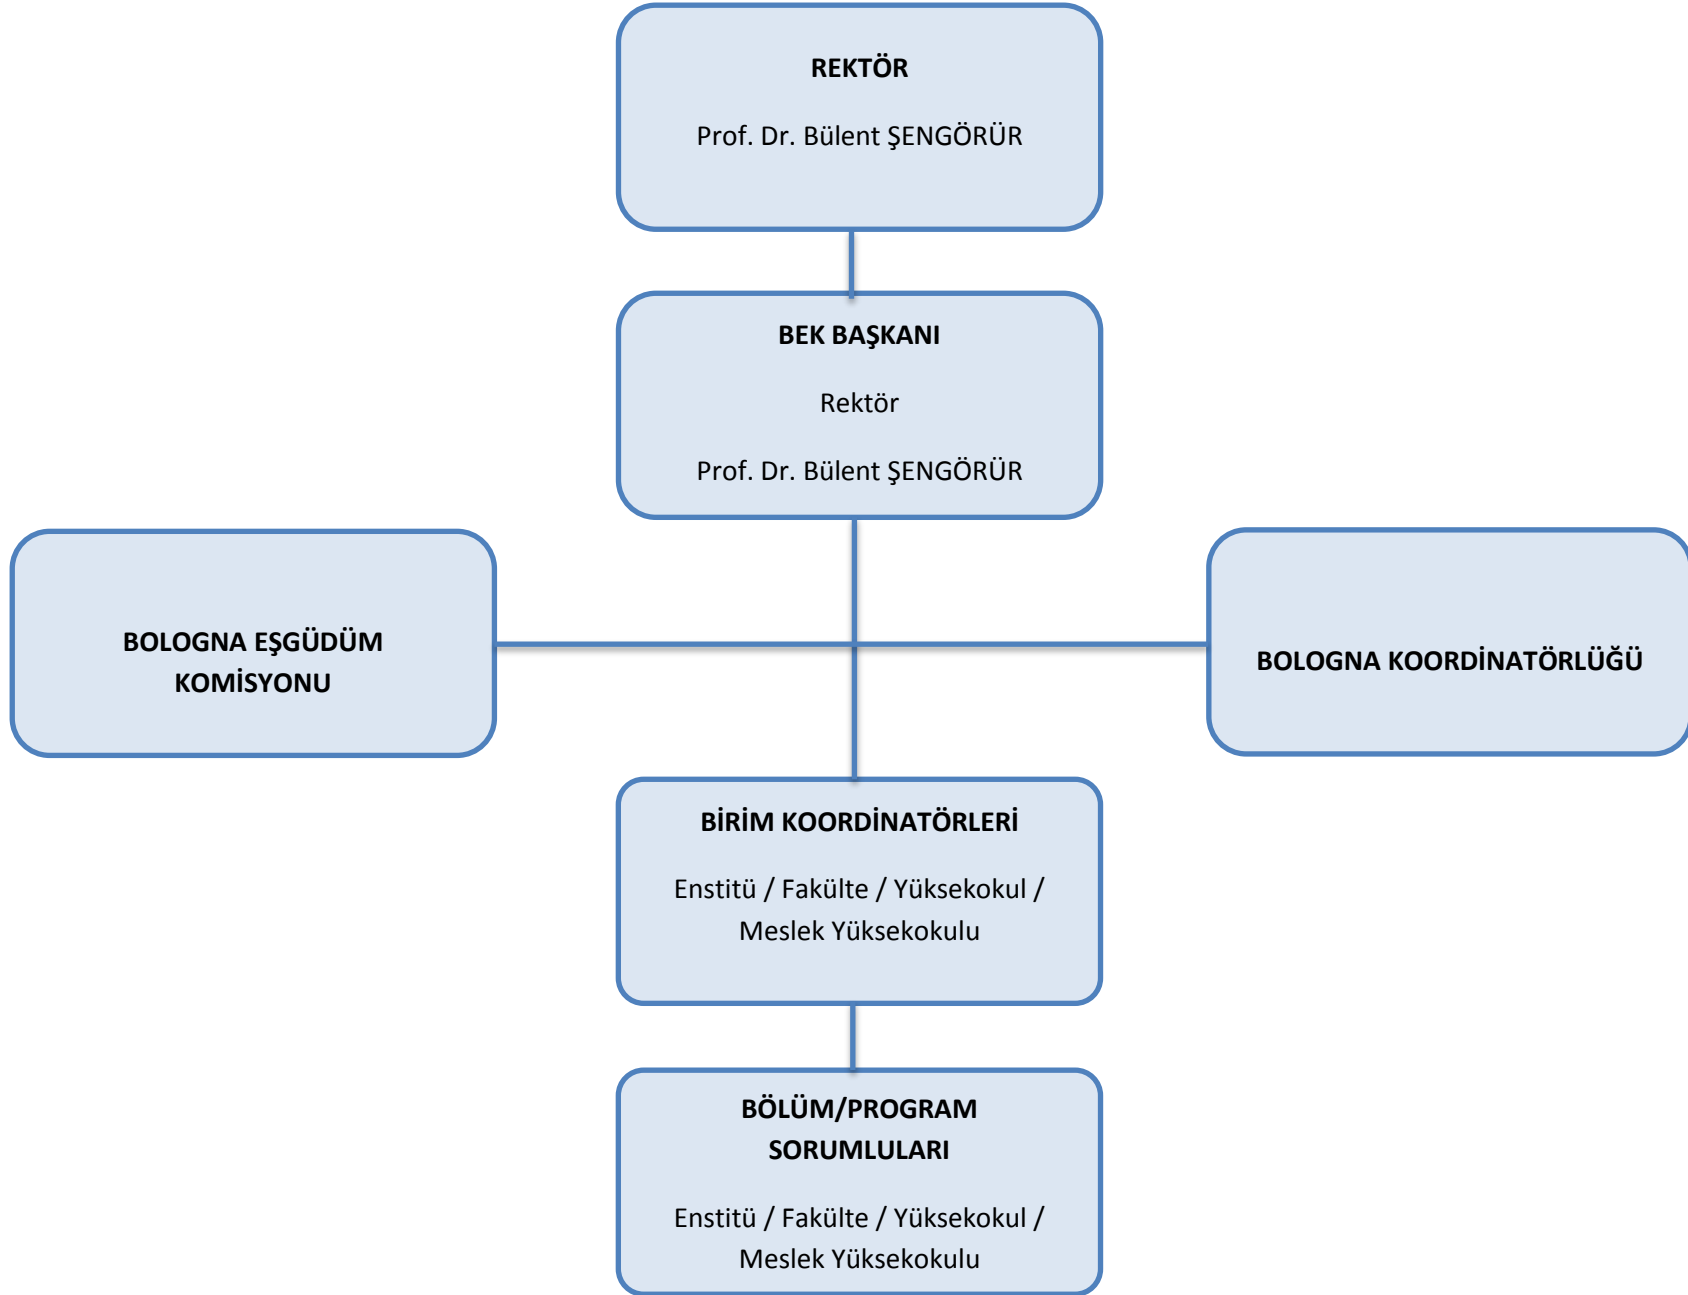 REKTÖR
Prof. Dr. Bülent ŞENGÖRÜR
BEK BAŞKANI
Rektör
Prof. Dr. Bülent ŞENGÖRÜR
BOLOGNA EŞGÜDÜM
KOMİSYONU
BOLOGNA KOORDİNATÖRLÜĞÜ
BİRİM KOORDİNATÖRLERİ
Enstitü / Fakülte / Yüksekokul /
Meslek Yüksekokulu
BÖLÜM/PROGRAM
SORUMLULARI
Enstitü / Fakülte / Yüksekokul /
Meslek Yüksekokulu